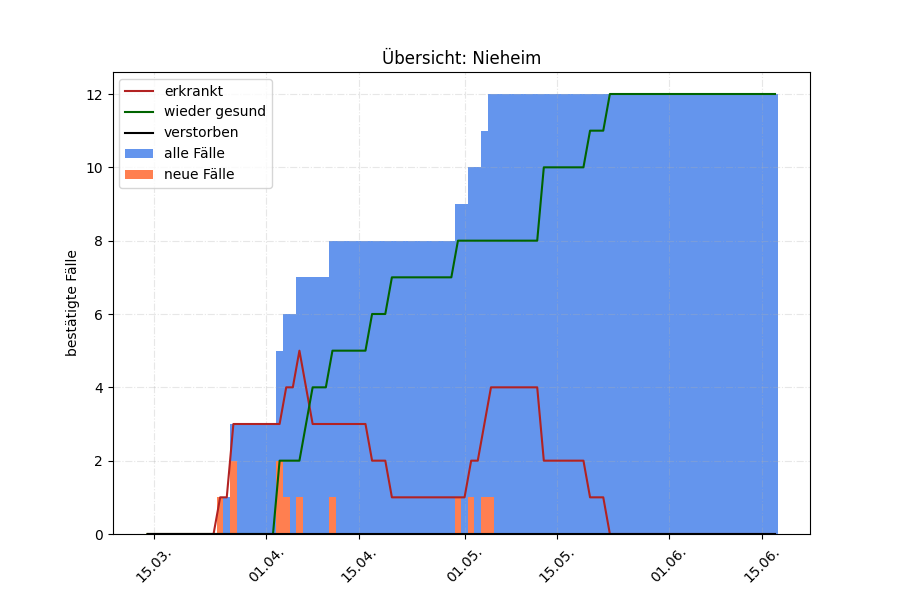 Übersicht: Nieheim
erkrankt
wieder gesund
verstorben
alle Fälle
neue Fälle
bestätigte Fälle
12
10
8
6
4
2
0
15.03.
01.04.
15.04.
01.05.
15.05.
01.06.
15.06.